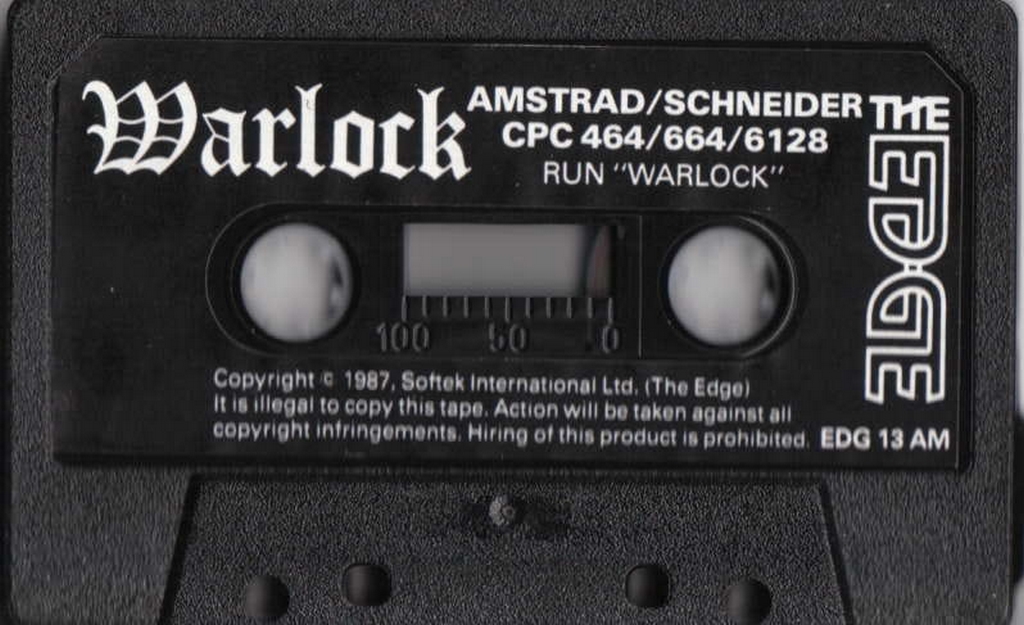 Warlock
AMSTRAD/SCHNEIDER
CPC 464/664/6128
RUN "WARLOCK"
THE
EDGE
100 50 0
Copyright © 1987, Softek International Ltd. (The Edge)
It is illegal to copy this tape. Action will be taken against all
copyright infringements. Hiring of this product is prohibited.
EDG 13 AM